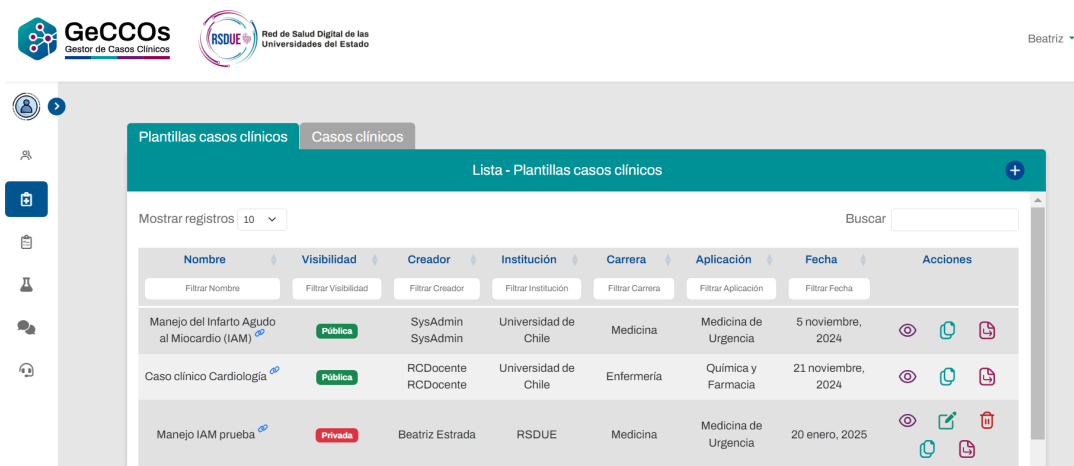 GeCCOs
Gestor de Casos Clínicos
RSDUE
Red de Salud Digital de las
Universidades del Estado
Beatriz
Plantillas casos clínicos
Casos clínicos
Lista - Plantillas casos clínicos
Mostrar registros 10
Buscar
Nombre Visibilidad Creador Institución Carrera Aplicación Fecha Acciones
Filtrar Nombre Filtrar Visibilidad Filtrar Creador Filtrar Institución Filtrar Carrera Filtrar Aplicación Filtrar Fecha
Manejo del Infarto Agudo
al Miocardio (IAM)
Pública
SysAdmin
SysAdmin
Universidad de
Chile
Medicina
Medicina de
Urgencia
5 noviembre,
2024
Caso clínico Cardiología
Pública
RCDocente
RCDocente
Universidad de
Chile
Enfermería
Química y
Farmacia
21 noviembre,
2024
Manejo IAM prueba
Privada
Beatriz Estrada
RSDUE
Medicina
Medicina de
Urgencia
20 enero, 2025